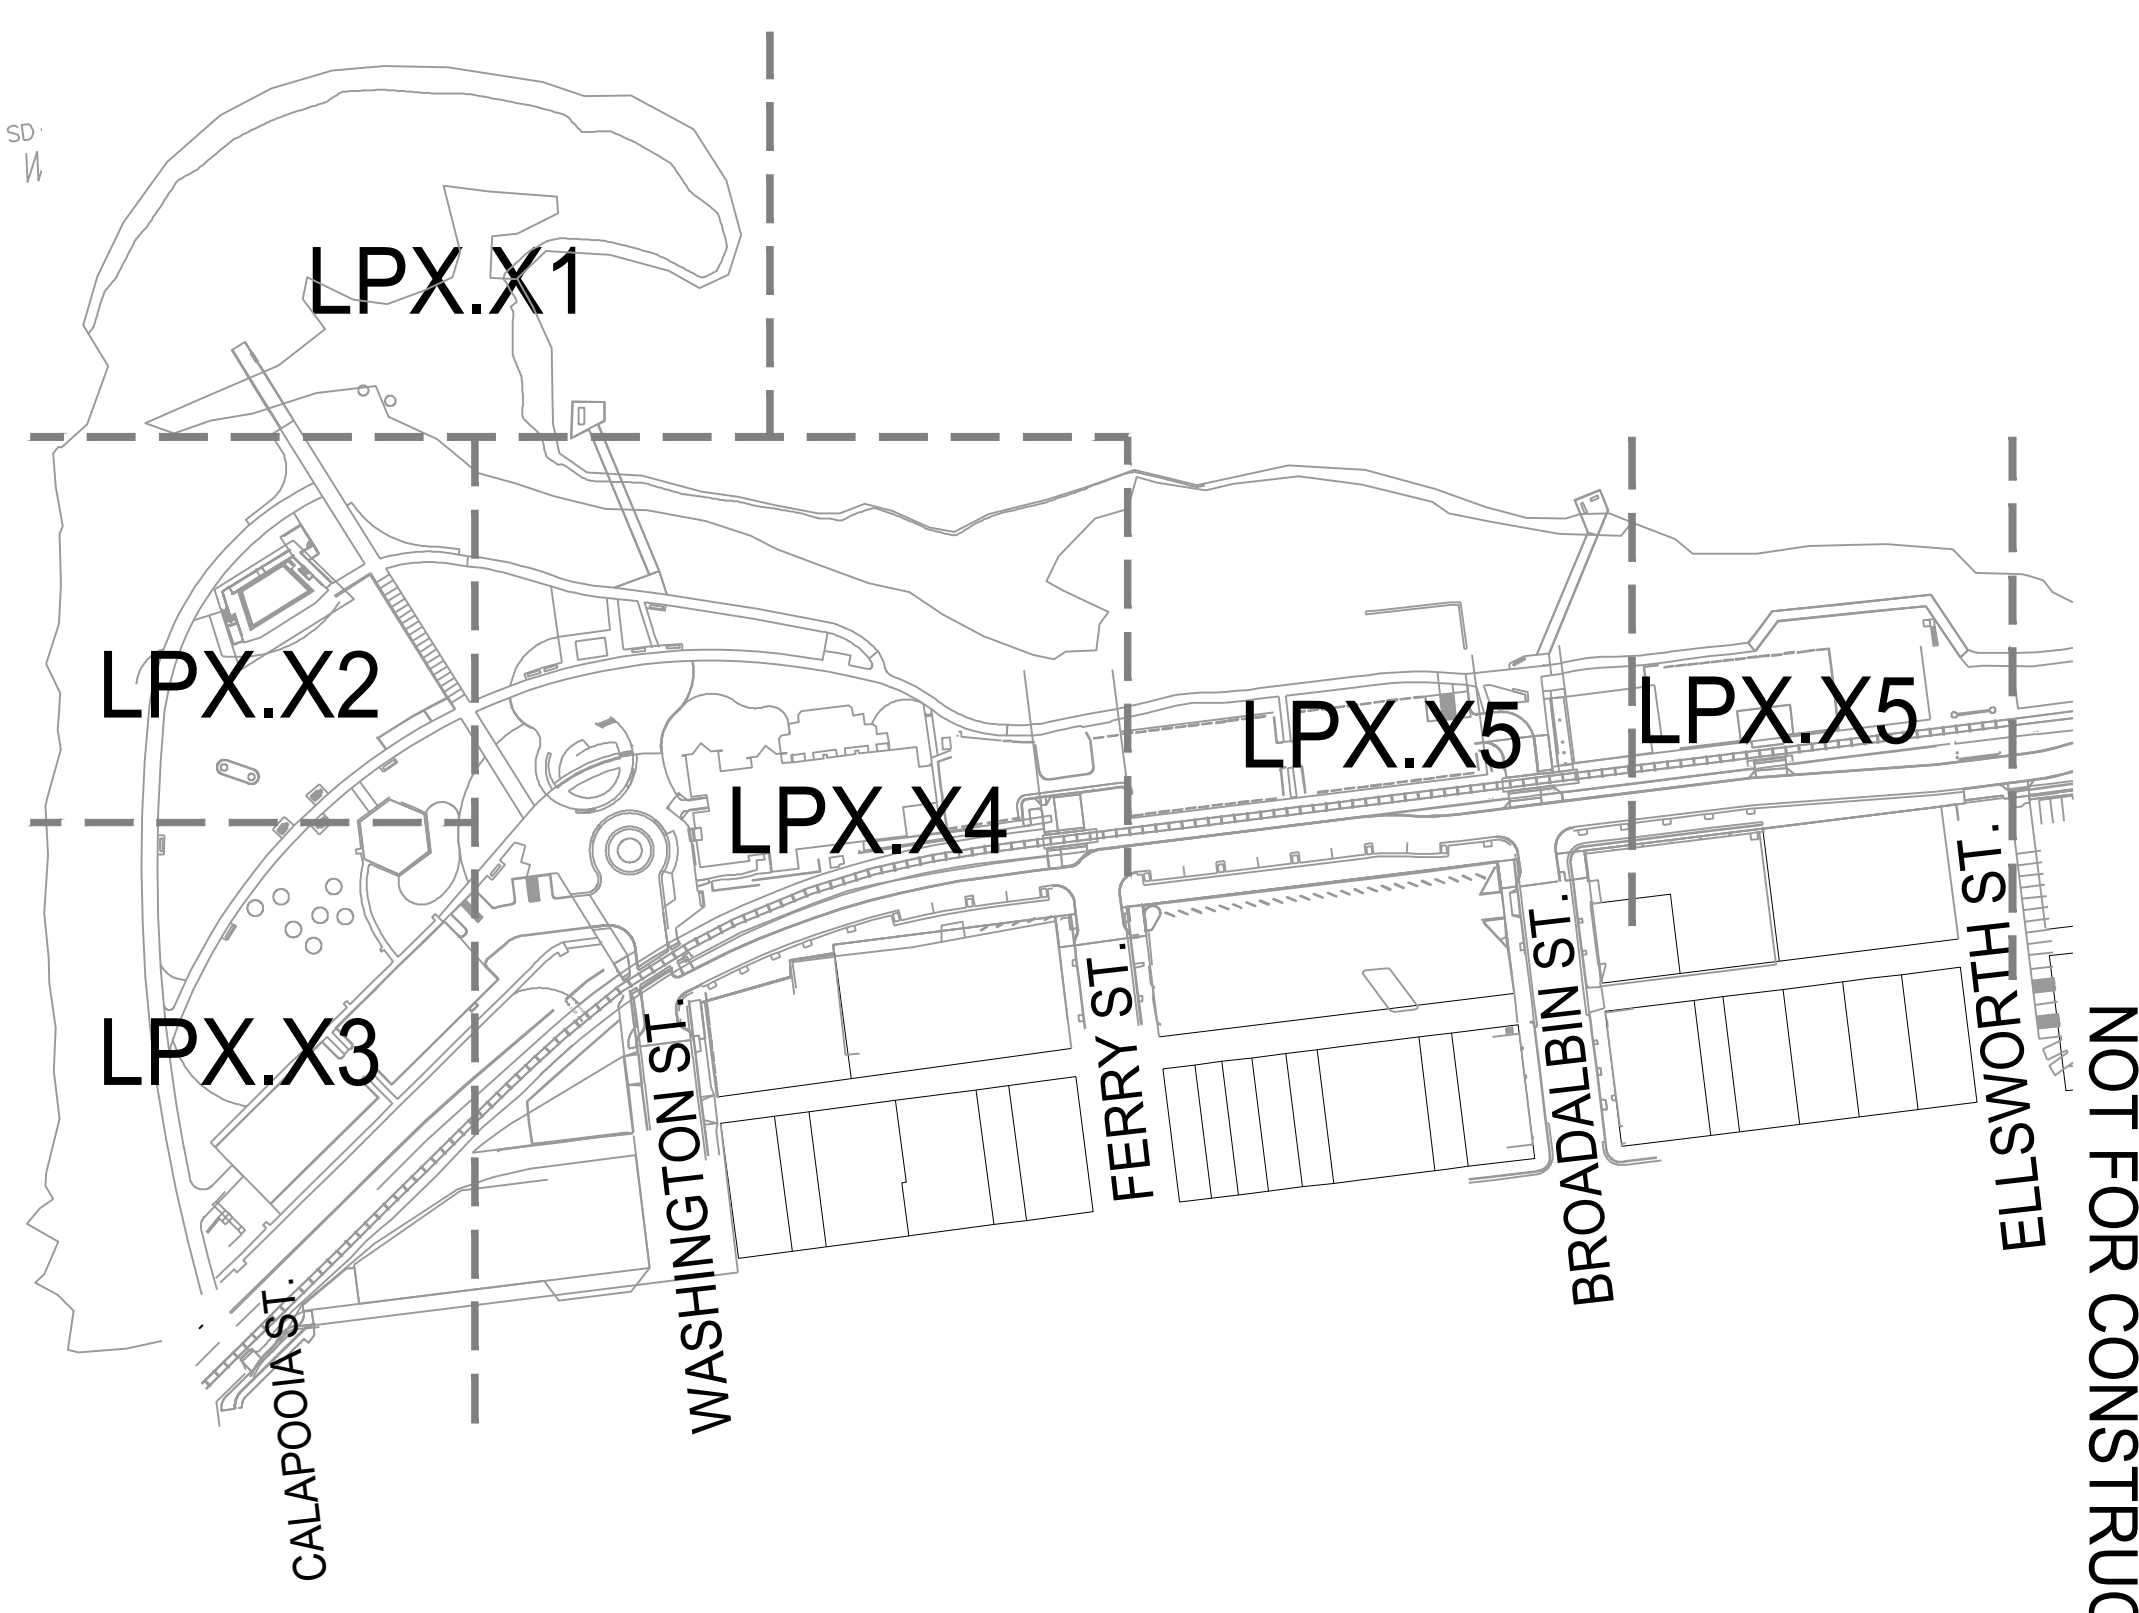 SD
LPX.X1
LPX.X2
LPX.X5
LPX.X5
LPX.X4
LPX.X3
CALAPOOIA ST.
WASHINGTON ST.
FERRY ST.
BROADALBIN ST.
ELLSWORTH ST.
NOT FOR CONSTRUC